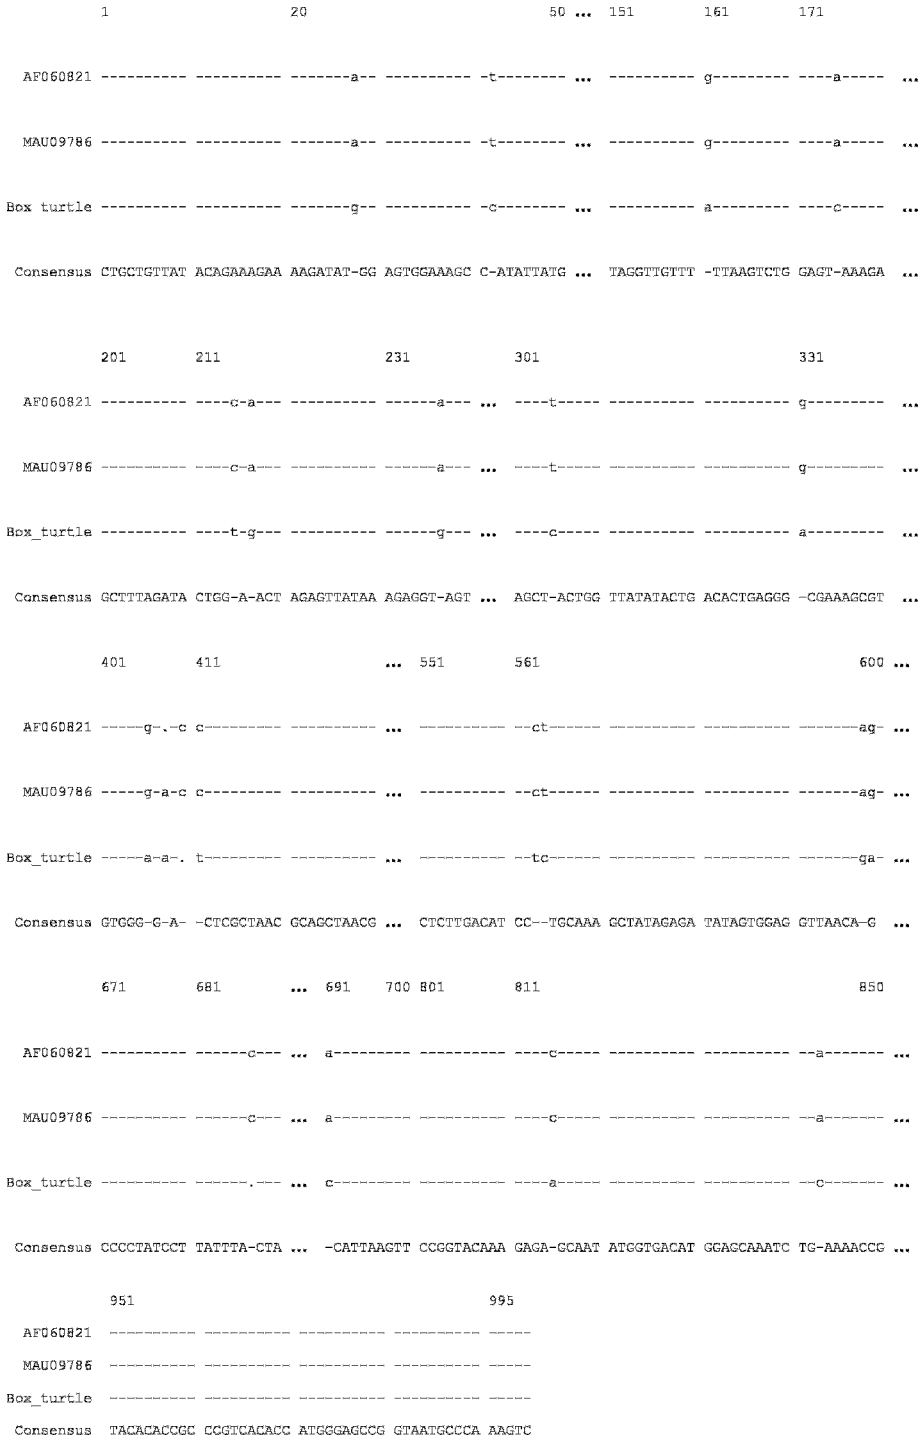 1 20 50 ... 151 161 171
AF060821 ---------- ---------- -------a-- ---------- -t-------- ... ---------- g--------- ----a----- ...
MAU09786 ---------- ---------- -------a-- ---------- -t-------- ... ---------- g--------- ----a----- ...
Box turtle ---------- ---------- -------g-- ---------- -c-------- ... ---------- a--------- ----c----- ...
Consensus CTGCTGTTAT ACAGAAAGAA AAGATAT-GG AGTGGAAAGC C-ATATTATG ... TAGGTTGTTT -TTAAGTCTG GAGT-AAAGA ...
201 211 231 301 331
AF060821 ---------- ----c-a--- ---------- ------a--- ... ----t----- ---------- ---------- g--------- ...
MAU09786 ---------- ----c-a--- ---------- ------a--- ... ----t----- ---------- ---------- g--------- ...
Box_turtle ---------- ----t-g--- ---------- ------g--- ... ----c----- ---------- ---------- a--------- ...
Consensus GCTTTAGATA CTGG-A-ACT AGAGTTATAA AGAGGT-AGT ... AGCT-ACTGG TTATATACTG ACACTGAGGG -CGAAAGCGT ...
401 411 ... 551 561 600 ...
AF060821 -----g-.-c c--------- ---------- ... ---------- --ct------ ---------- ---------- -------ag- ...
MAU09786 -----g-a-c c--------- ---------- ... ---------- --ct------ ---------- ---------- -------ag- ...
Box_turtle -----a-a-. t--------- ---------- ... ---------- --tc------ ---------- ---------- -------ga- ...
Consensus GTGGG-G-A- -CTCGCTAAC GCAGCTAACG ... CTCTTGACAT CC--TGCAAA GCTATAGAGA TATAGTGGAG GTTAACA-G ...
671 681 ... 691 700 801 811 850
AF060821 ---------- ------c--- ... a--------- ---------- ----c----- ---------- ---------- --a------- ...
MAU09786 ---------- ------c--- ... a--------- ---------- ----c----- ---------- ---------- --a------- ...
Box_turtle ---------- ------.--- ... c--------- ---------- ----a----- ---------- ---------- --c------- ...
Consensus CCCCTATCCT TATTTA-CTA ... -CATTAAGTT CCGGTACAAA GAGA-GCAAT ATGGTGACAT GGAGCAAATC TG-AAAACCG ...
951 995
AF060821 ---------- ---------- ---------- ---------- -----
MAU09786 ---------- ---------- ---------- ---------- -----
Box_turtle ---------- ---------- ---------- ---------- -----
Consensus TACACACCGC CCGTCACACC ATGGGAGCCG GTAATGCCCA AAGTC